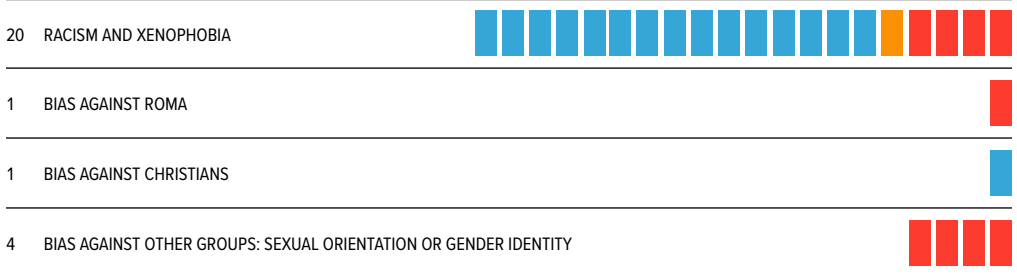 20 RACISM AND XENOPHOBIA
1 BIAS AGAINST ROMA
1 BIAS AGAINST CHRISTIANS
4 BIAS AGAINST OTHER GROUPS: SEXUAL ORIENTATION OR GENDER IDENTITY